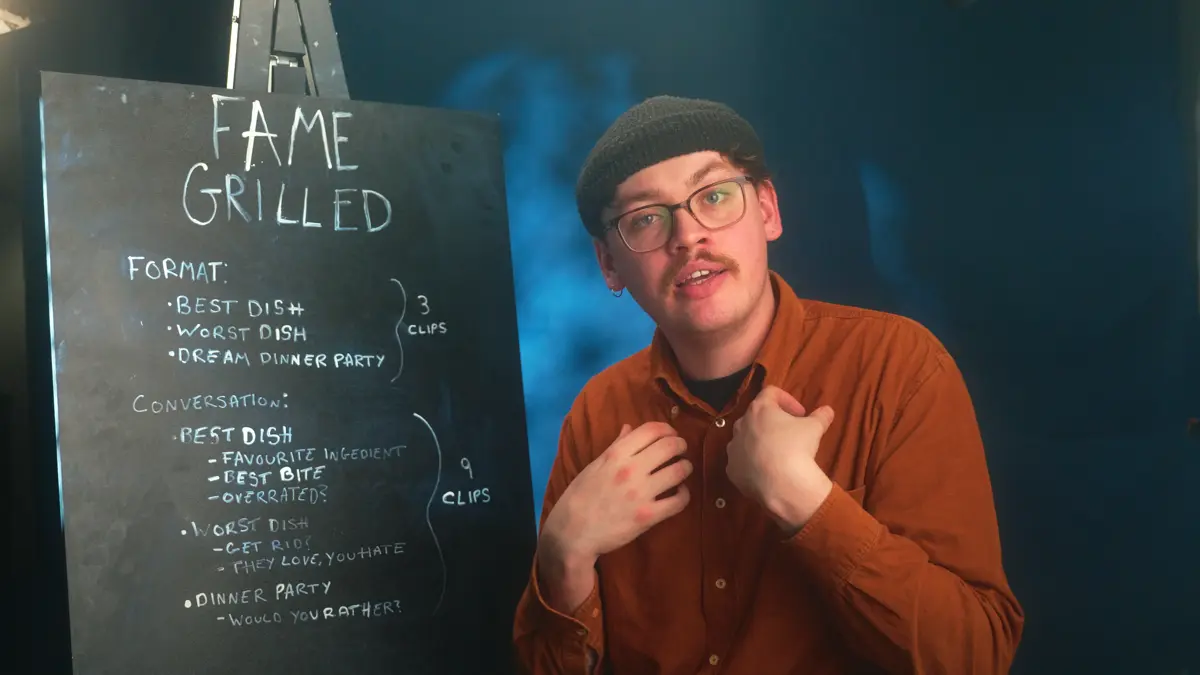 FAME
GRILLED
FORMAT:
• BEST DISH
• WORST DISH
• DREAM DINNER PARTY
3
CLIPS
CONVERSATION:
• BEST DISH
- FAVOURITE INGEDIENT
- BEST BITE
- OVERRATED?
9
CLIPS
• WORST DISH
- GET RID?
- THEY LOVE, YOU HATE
• DINNER PARTY
- WOULD YOU RATHER?